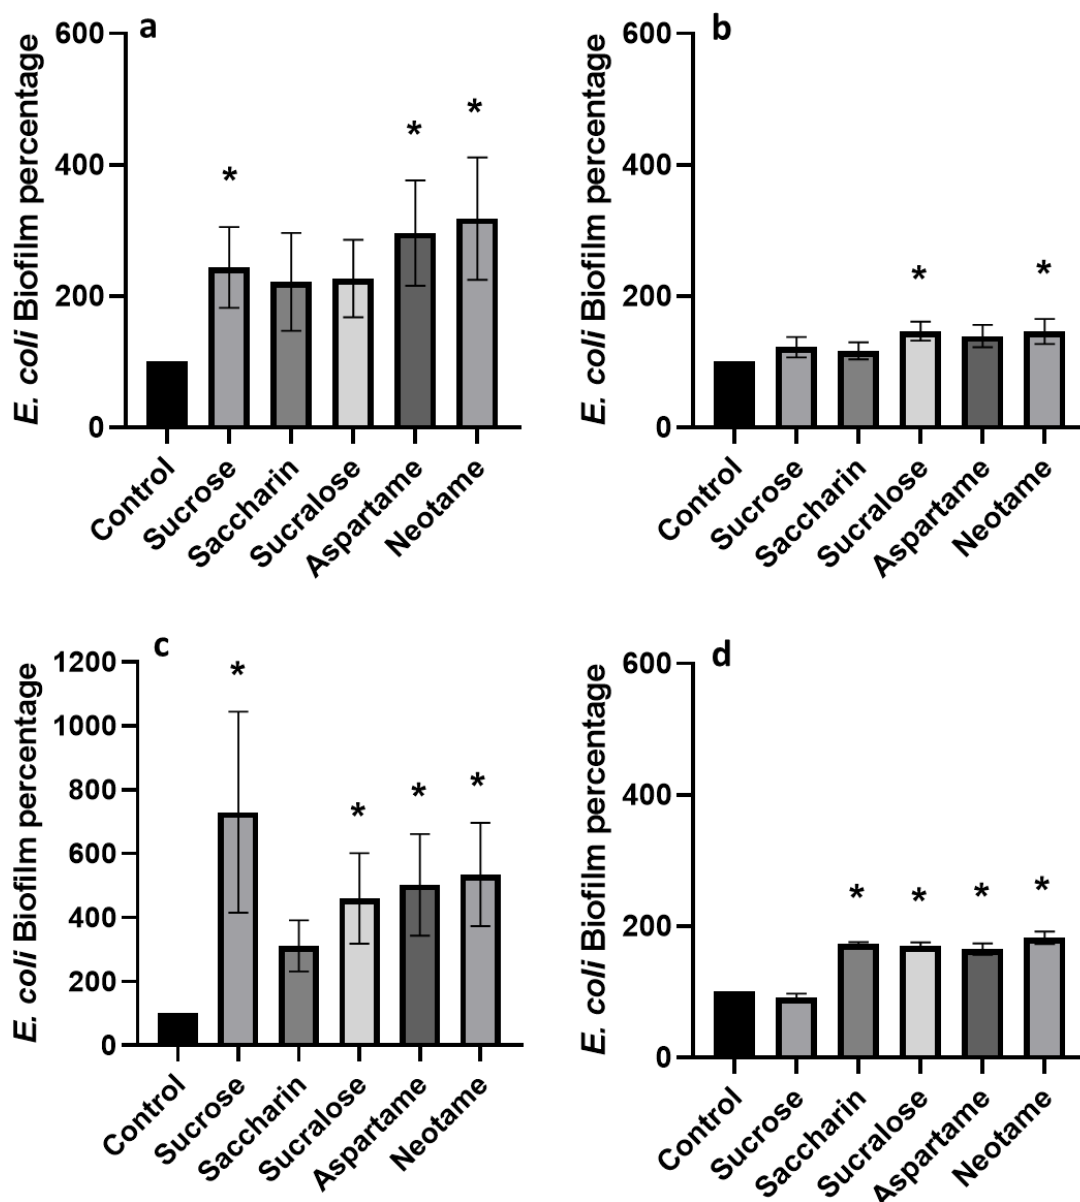 a
E. coli Biofilm percentage
600
400
200
0
*
*
*
Control
Sucrose
Saccharin
Sucralose
Aspartame
Neotame
b
E. coli Biofilm percentage
600
400
200
0
*
*
Control
Sucrose
Saccharin
Sucralose
Aspartame
Neotame
c
E. coli Biofilm percentage
1200
1000
800
600
400
200
0
*
*
*
*
Control
Sucrose
Saccharin
Sucralose
Aspartame
Neotame
d
E. coli Biofilm percentage
600
400
200
0
*
*
*
*
Control
Sucrose
Saccharin
Sucralose
Aspartame
Neotame